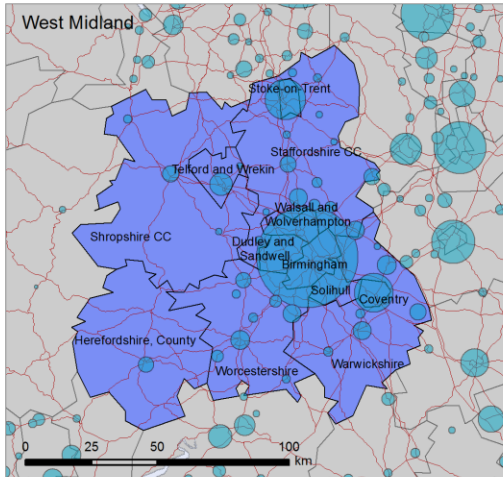 West Midland
Stoke-on-Trent
Staffordshire CC
Telford and Wrekin
Walsall and
Wolverhampton
Shropshire CC
Dudley and
Sandwell
Birmingham
Solihull
Coventry
Herefordshire, County
Worcestershire
Warwickshire
0 25 50 100
km